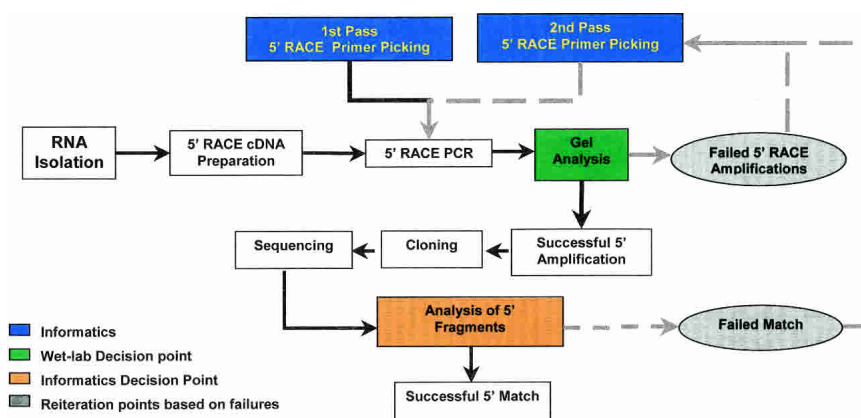 1st Pass
5' RACE Primer Picking
2nd Pass
5' RACE Primer Picking
RNA
Isolation
5' RACE cDNA
Preparation
5' RACE PCR
Gel
Analysis
Failed 5' RACE
Amplifications
Sequencing
Cloning
Successful 5'
Amplification
Analysis of 5'
Fragments
Failed Match
Successful 5' Match
Informatics
Wet-lab Decision point
Informatics Decision Point
Reiteration points based on failures